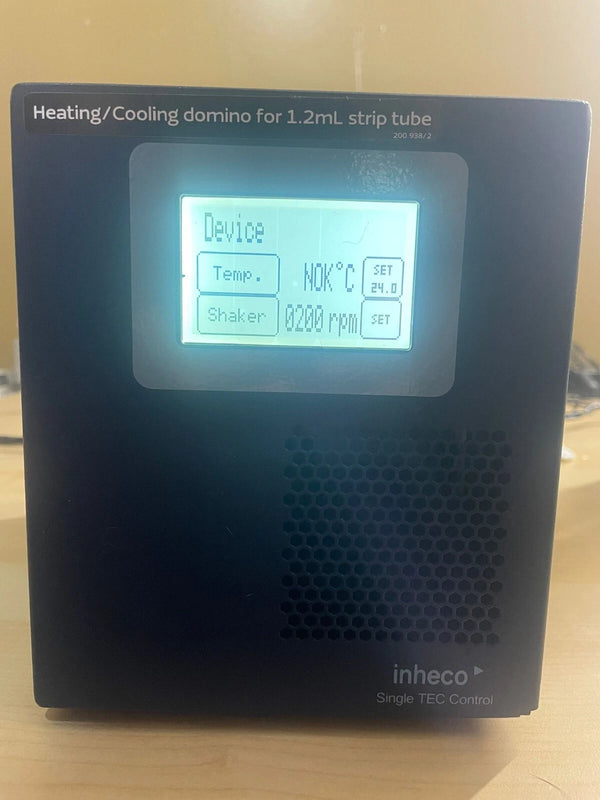 Heating/Cooling domino for 1.2mL strip tube
200 938/2
Device
Temp. NOK°C SET 24.0
Shaker 0200 rpm SET
inheco
Single TEC Control